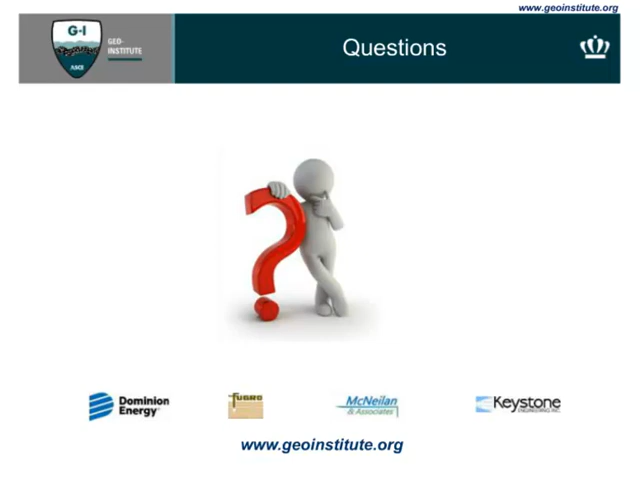 www.geoinstitute.org
G-I
ASCE
GEO-
INSTITUTE
Questions
Dominion
Energy®
fugro
McNeilan
& Associates
Keystone
ENGINEERING INC.
www.geoinstitute.org